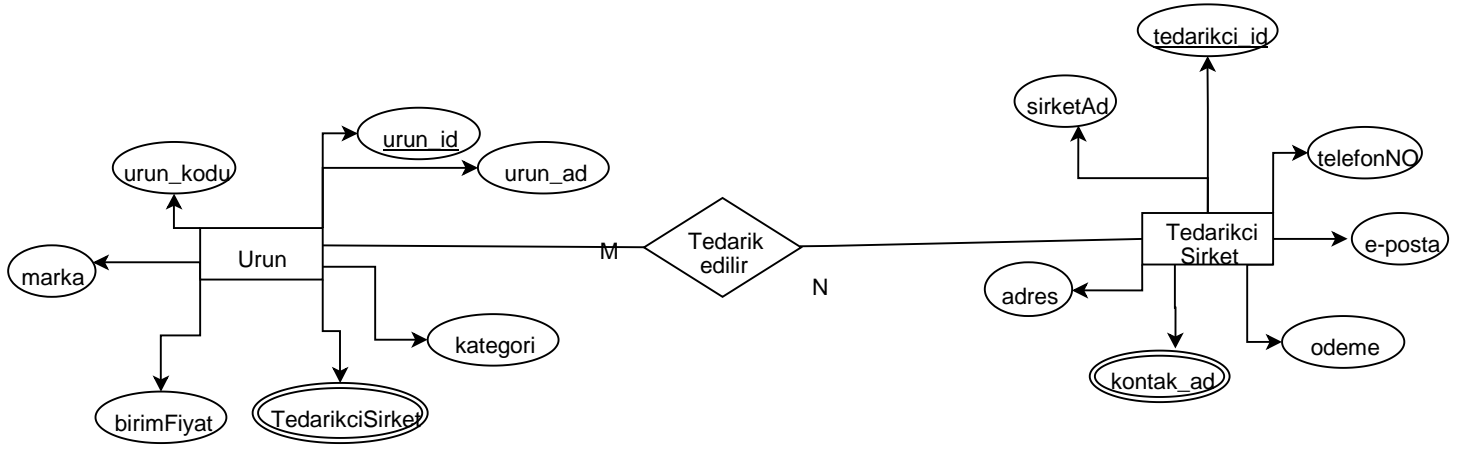 tedarikci_id
sirketAd
urun_id
telefonNO
urun_kodu
urun_ad
Tedarik
edilir
Tedarikci
Sirket
M
Urun
e-posta
marka
N
adres
kategori
odeme
kontak_ad
birimFiyat
TedarikciSirket